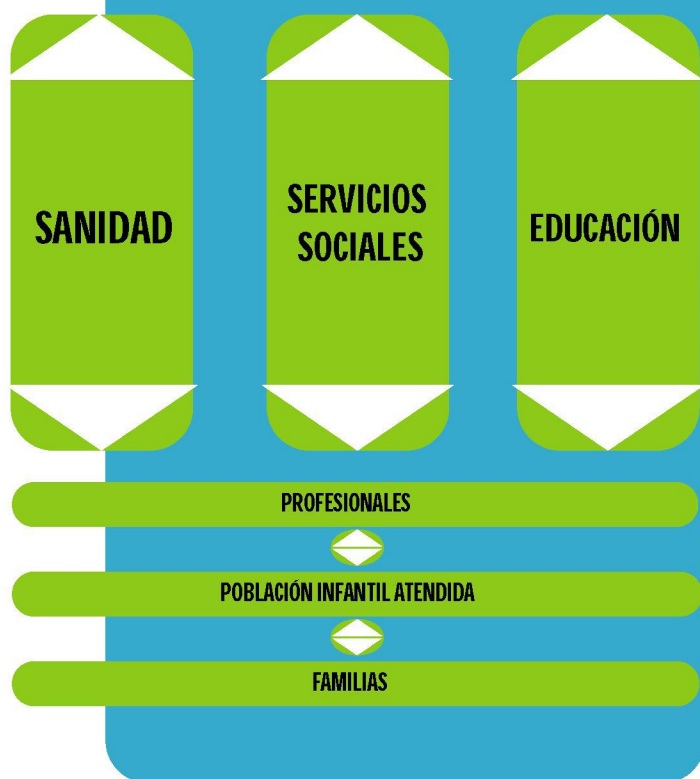 SANIDAD
SERVICIOS
SOCIALES
EDUCACIÓN
PROFESIONALES
POBLACIÓN INFANTIL ATENDIDA
FAMILIAS